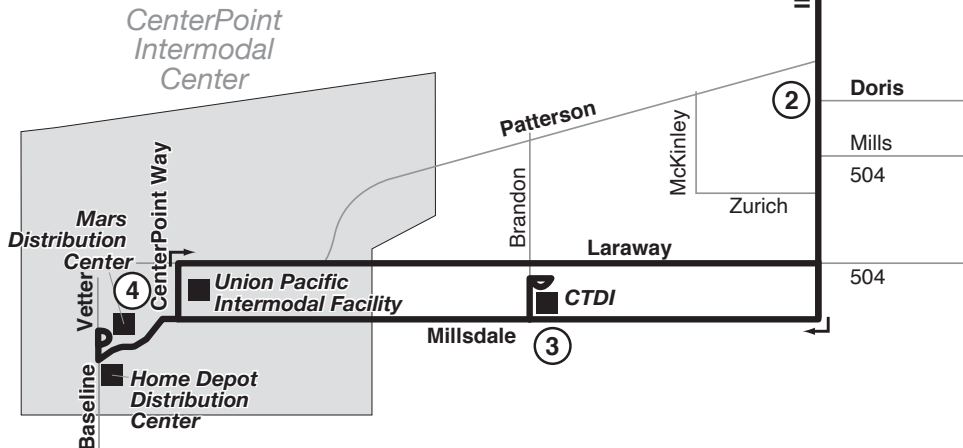 CenterPoint
Intermodal
Center
2
Doris
Mills
504
Patterson
McKinley
Zurich
Brandon
Laraway
504
CenterPoint Way
Mars
Distribution
Center
Vetter
4
Union Pacific
Intermodal Facility
CTDI
Millsdale
3
Baseline
Home Depot
Distribution
Center